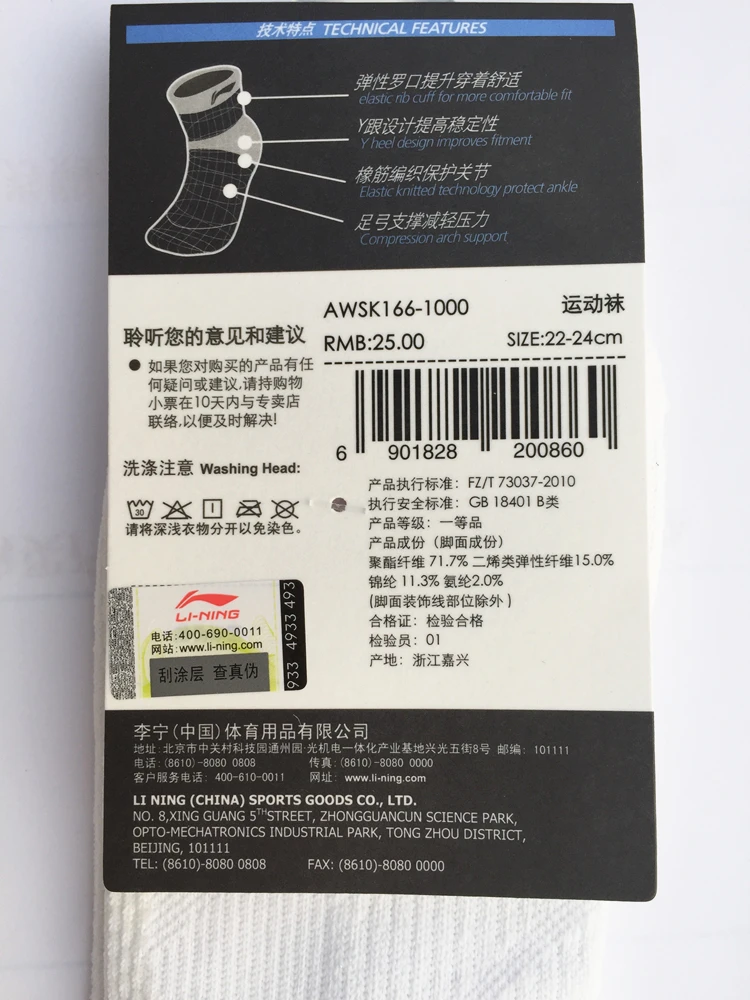 技术特点 TECHNICAL FEATURES
弹性罗口提升穿着舒适
elastic rib cuff for more comfortable fit
Y跟设计提高稳定性
Y heel design improves fitment
橡筋编织保护关节
Elastic knitted technology protect ankle
足弓支撑减轻压力
Compression arch support
AWSK166-1000 运动袜
RMB:25.00 SIZE:22-24cm
聆听您的意见和建议
● 如果您对购买的产品有任
何疑问或建议,请持购物
小票在10天内与专卖店
联络,以便及时解决!
6 901828 200860
洗涤注意 Washing Head:
30
请将深浅衣物分开以免染色。
产品执行标准: FZ/T 73037-2010
执行安全标准: GB 18401 B类
产品等级: 一等品
产品成份（脚面成份）
聚酯纤维 71.7% 二烯类弹性纤维15.0%
锦纶 11.3% 氨纶2.0%
(脚面装饰线部位除外)
合格证: 检验合格
检验员: 01
产地: 浙江嘉兴
LI-NING
电话:400-690-0011
网站:www.li-ning.com
刮涂层 查真伪
933 4933 493
李宁(中国)体育用品有限公司
地址:北京市中关村科技园通州园·光机电一体化产业基地兴光五街8号 邮编: 101111
电话:(8610)-8080 0808 传真:(8610)-8080 0000
客户服务电话: 400-610-0011 网址: www.li-ning.com
LI NING (CHINA) SPORTS GOODS CO., LTD.
NO. 8,XING GUANG 5TH STREET, ZHONGGUANCUN SCIENCE PARK,
OPTO-MECHATRONICS INDUSTRIAL PARK, TONG ZHOU DISTRICT,
BEIJING, 101111
TEL: (8610)-8080 0808 FAX: (8610)-8080 0000